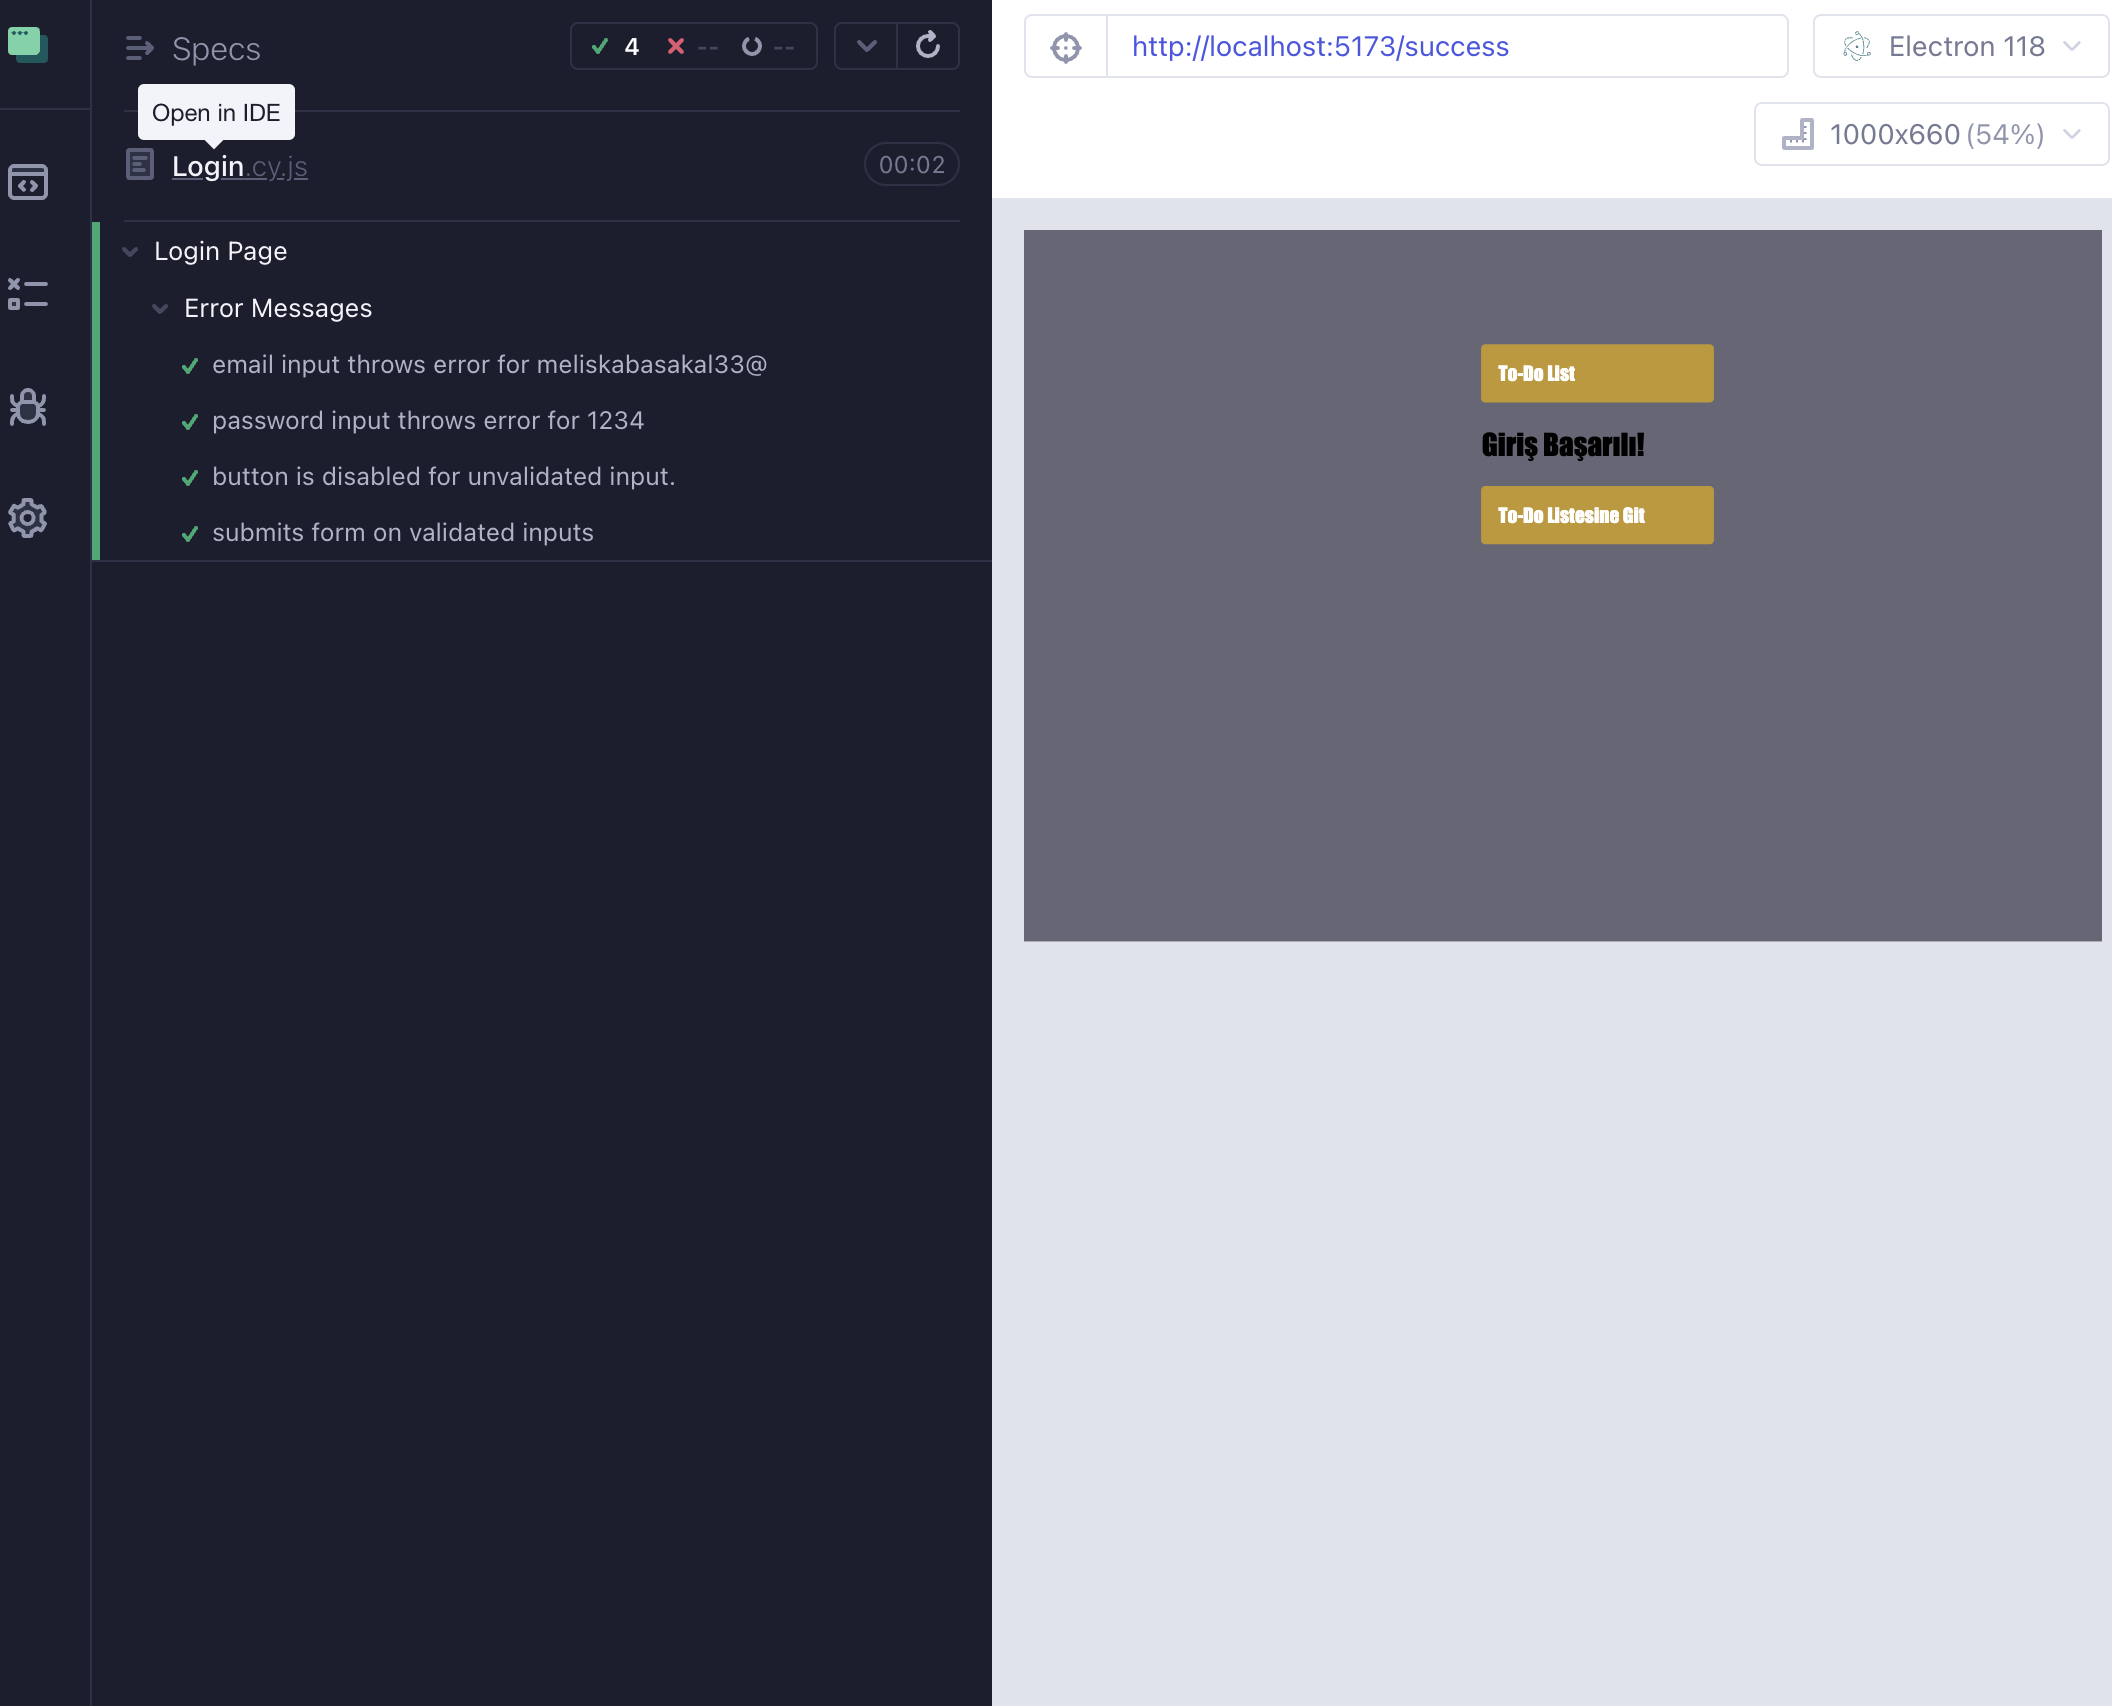 Specs
4 -- --
Open in IDE
Login.cy.js
00:02
Login Page
Error Messages
email input throws error for meliskabasakal33@
password input throws error for 1234
button is disabled for unvalidated input.
submits form on validated inputs
http://localhost:5173/success
Electron 118
1000x660 (54%)
To-Do List
Giriş Başarılı!
To-Do Listesine Git